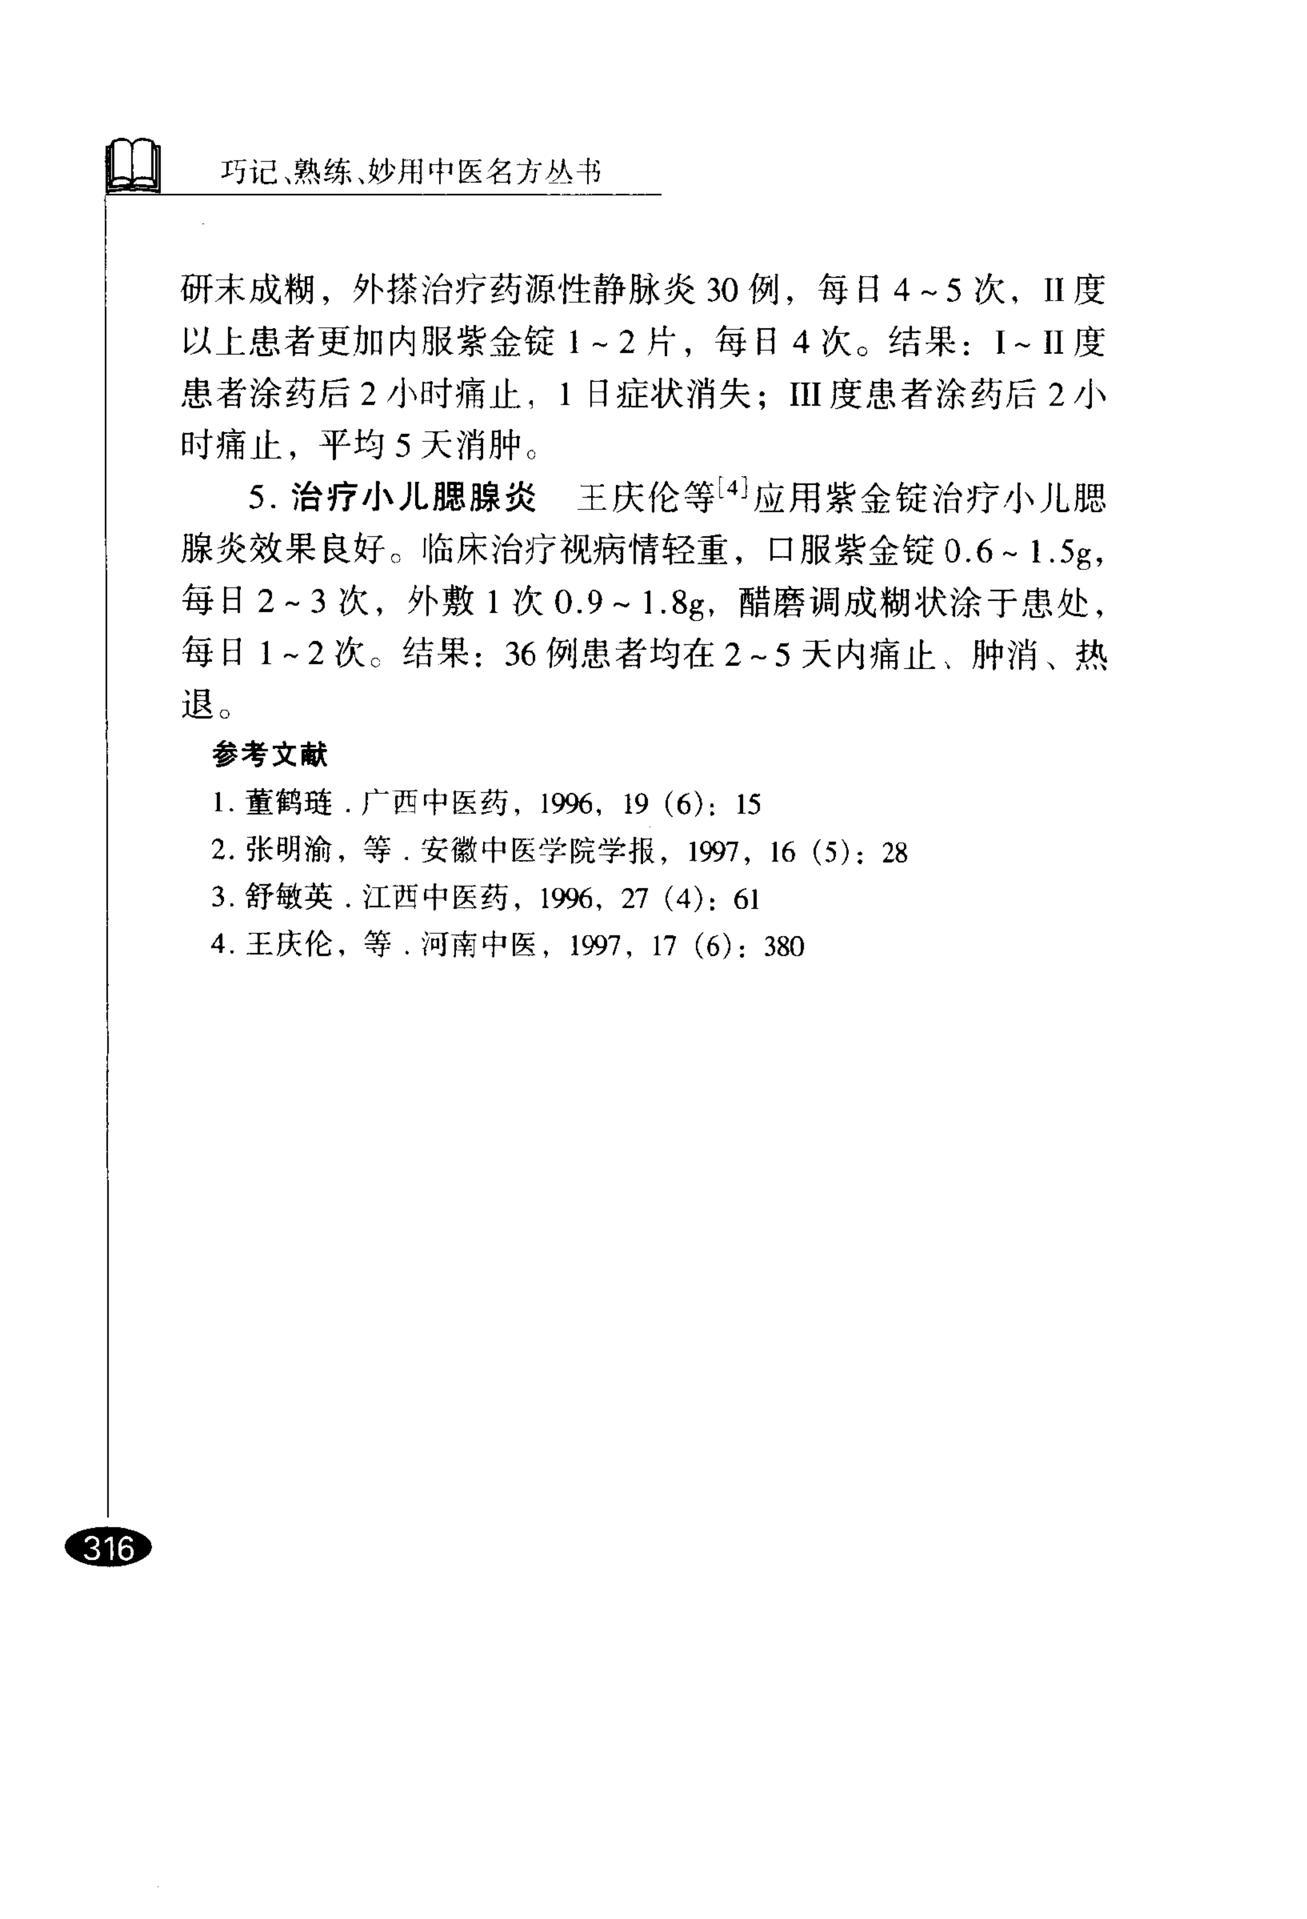 巧记、熟练、妙用中医名方丛书
研末成糊，外搽治疗药源性静脉炎 30 例，每日 4～5 次，II 度
以上患者更加内服紫金锭 1～2 片，每日 4 次。结果：I～II 度
患者涂药后 2 小时痛止，1 日症状消失；III 度患者涂药后 2 小
时痛止，平均 5 天消肿。
5. 治疗小儿腮腺炎　王庆伦等[4]应用紫金锭治疗小儿腮
腺炎效果良好。临床治疗视病情轻重，口服紫金锭 0.6～1.5g，
每日 2～3 次，外敷 1 次 0.9～1.8g，醋磨调成糊状涂于患处，
每日 1～2 次。结果：36 例患者均在 2～5 天内痛止、肿消、热
退。
参考文献
1. 董鹤琏．广西中医药，1996，19（6）：15
2. 张明渝，等．安徽中医学院学报，1997，16（5）：28
3. 舒敏英．江西中医药，1996，27（4）：61
4. 王庆伦，等．河南中医，1997，17（6）：380
316